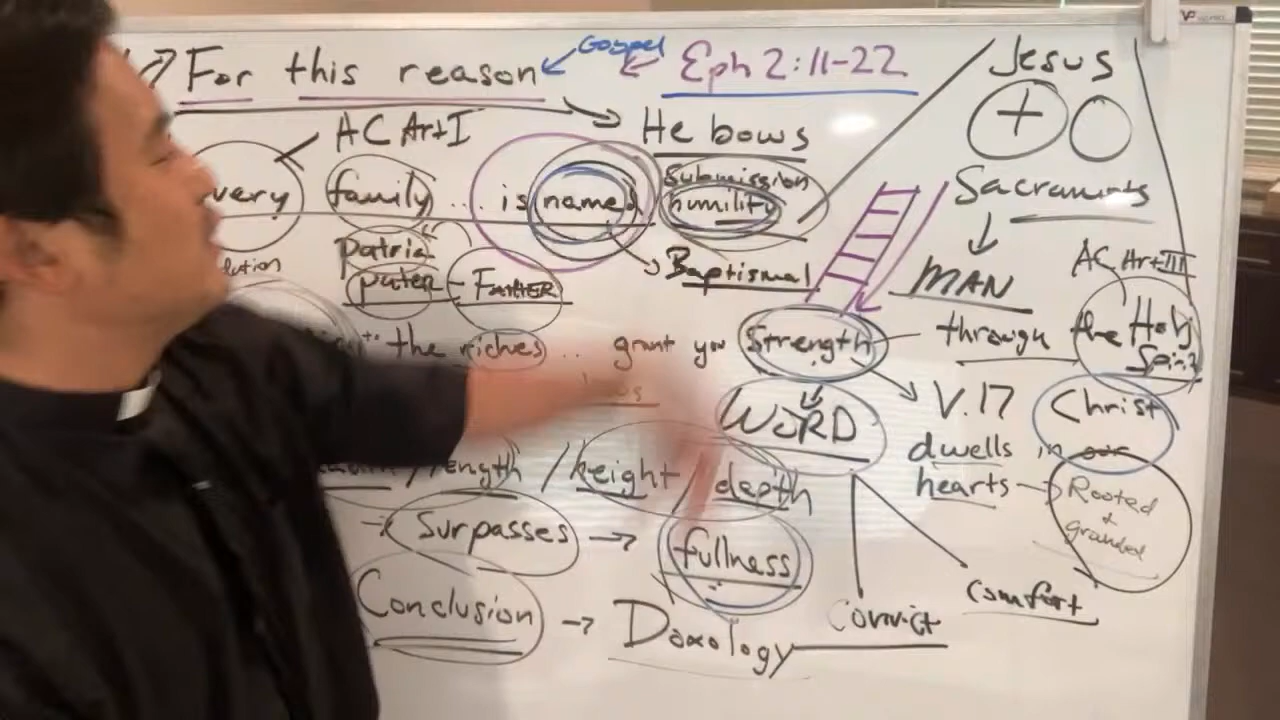 For this reason Gospel Eph 2:11-22 Jesus
AC Art I He bows
Sacraments
very family ... is named Submission
humility
patria Baptismal MAN AC Art III
pater - FATHER
the riches ... grant you Strength through the Holy
Spirit
WORD V.17 Christ
dwells in our
length / height / depth hearts Rooted
+
grounded
Surpasses fullness
Conclusion Doxology Convict Comfort